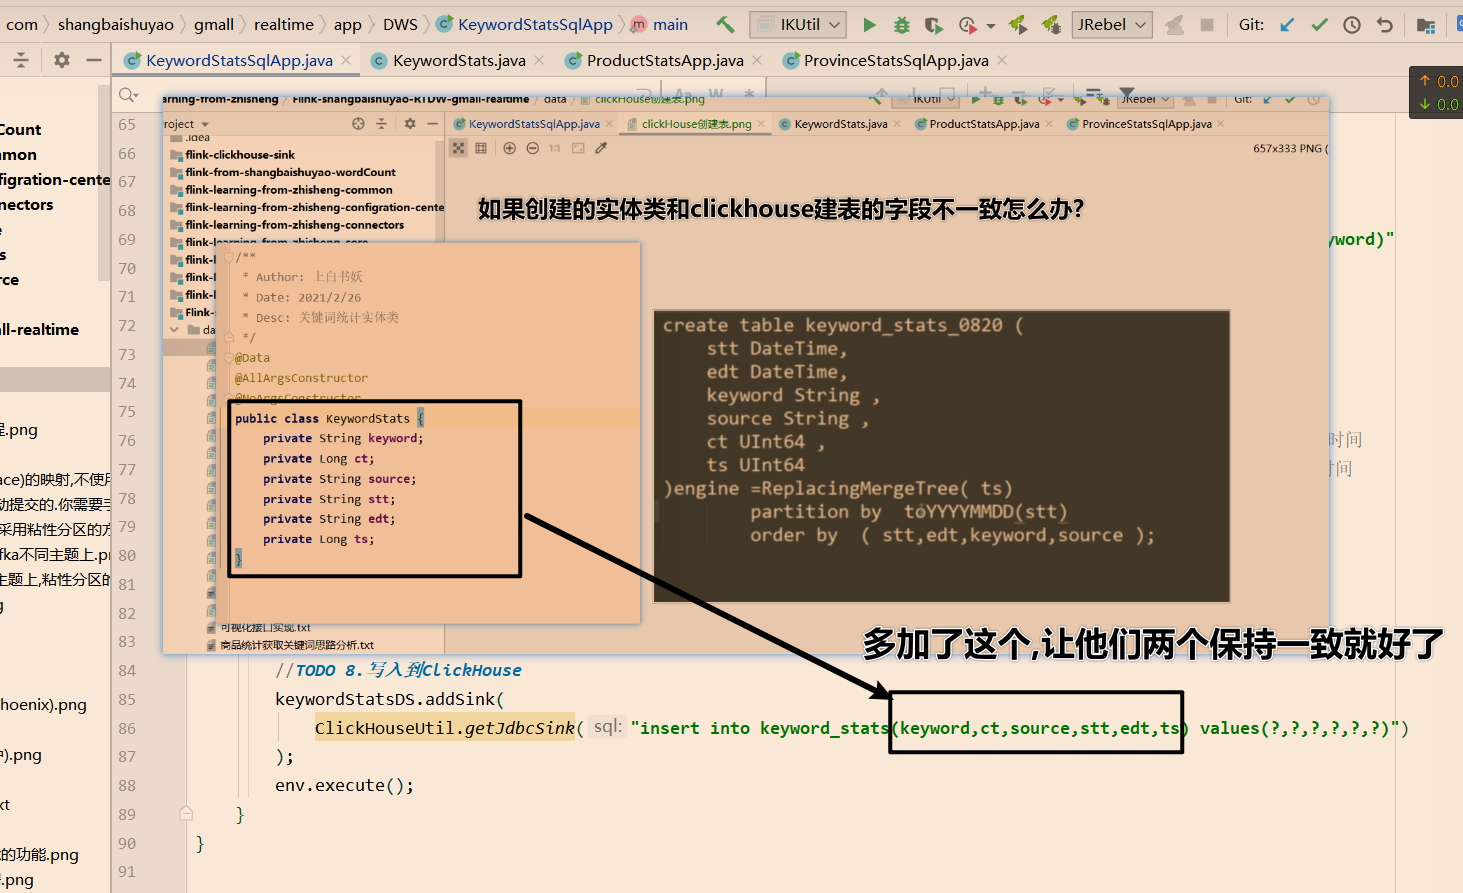 com shangbaishuyao gmall realtime app DWS KeywordStatsSqlApp main IKUtil JRebel Git:
KeywordStatsSqlApp.java KeywordStats.java ProductStatsApp.java ProvinceStatsSqlApp.java
0.0
0.0
arning-from-zhisheng Flink-shangbaishuyao-RTDW-gmall-realtime data clickHouse创建表.png IKUtil JRebel Git:
roject KeywordStatsSqlApp.java clickHouse创建表.png KeywordStats.java ProductStatsApp.java ProvinceStatsSqlApp.java
657x333 PNG (
.idea
flink-clickhouse-sink
flink-from-shangbaishuyao-wordCount
flink-learning-from-zhisheng-common
flink-learning-from-zhisheng-configration-cente
flink-learning-from-zhisheng-connectors
flink-learning-from-zhisheng-core
flink-l
flink-l
flink-l
Flink-
da
可视化接口实现.txt
商品统计获取关键词思路分析.txt
如果创建的实体类和clickhouse建表的字段不一致怎么办?
/**
* Author: 上白书妖
* Date: 2021/2/26
* Desc: 关键词统计实体类
*/
@Data
@AllArgsConstructor
@NoArgsConstructor
public class KeywordStats {
private String keyword;
private Long ct;
private String source;
private String stt;
private String edt;
private Long ts;
}
create table keyword_stats_0820 (
stt DateTime,
edt DateTime,
keyword String ,
source String ,
ct UInt64 ,
ts UInt64
)engine =ReplacingMergeTree( ts)
partition by toYYYYMMDD(stt)
order by ( stt,edt,keyword,source );
多加了这个,让他们两个保持一致就好了
Count
mmon
figration-cente
nectors
e
s
rce
all-realtime
程.png
ace)的映射,不使用
动提交的.你需要手
采用粘性分区的方
fka不同主题上.pn
主题上,粘性分区的
g
hoenix).png
).png
xt
的功能.png
.png
65
66
67
68
69 yword)"
70
71
72
73
74
75
76 时间
77 时间
78
79
80
81
82
83
84 //TODO 8.写入到ClickHouse
85 keywordStatsDS.addSink(
86 ClickHouseUtil.getJdbcSink( sql: "insert into keyword_stats(keyword,ct,source,stt,edt,ts) values(?,?,?,?,?,?)")
87 );
88 env.execute();
89 }
90 }
91